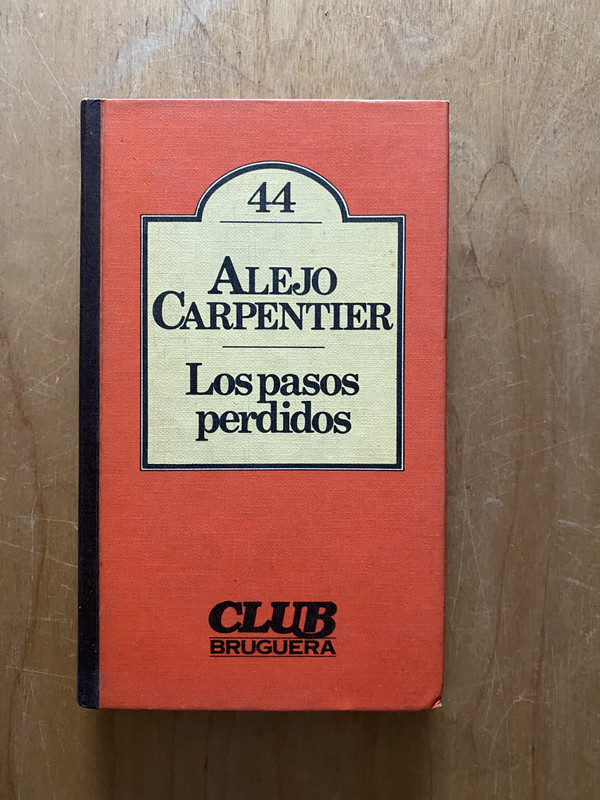 44
ALEJO
CARPENTIER
Los pasos
perdidos
CLUB
BRUGUERA